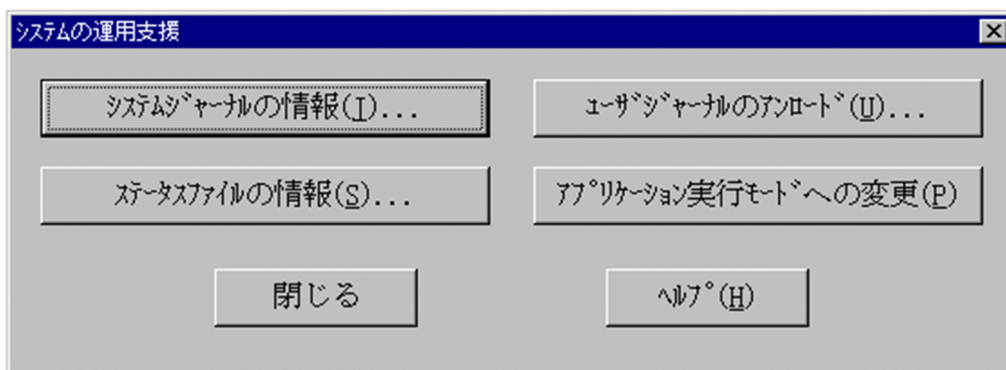 システムの運用支援
ｼｽﾃﾑｼﾞｬｰﾅﾙの情報(I)...
ﾕｰｻﾞｼﾞｬｰﾅﾙのｱﾝﾛｰﾄﾞ(U)...
ｽﾃｰﾀｽﾌｧｲﾙの情報(S)...
ｱﾌﾟﾘｹｰｼｮﾝ実行ﾓｰﾄﾞへの変更(P)
閉じる
ﾍﾙﾌﾟ(H)